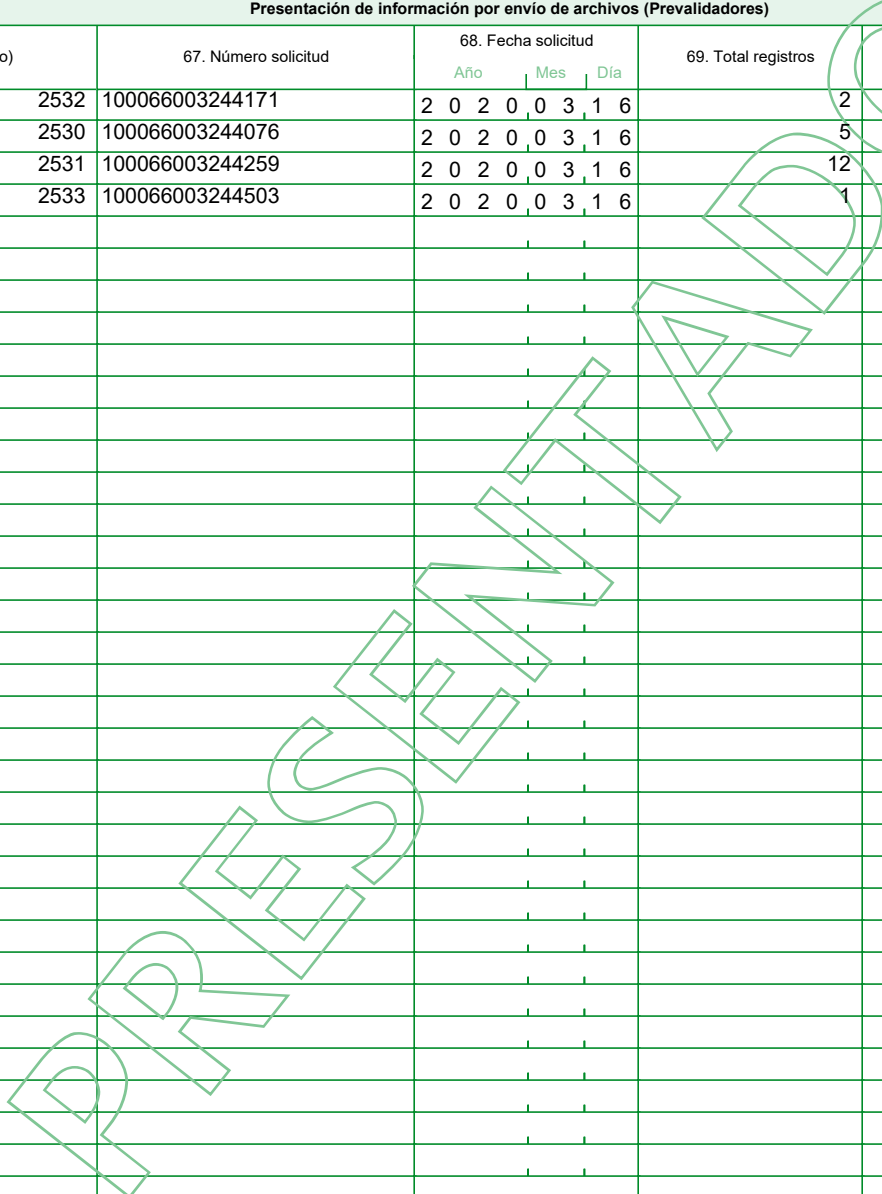 Presentación de información por envío de archivos (Prevalidadores)
o) 67. Número solicitud 68. Fecha solicitud 69. Total registros
Año Mes Día
2532 100066003244171 2 0 2 0 0 3 1 6 2
2530 100066003244076 2 0 2 0 0 3 1 6 5
2531 100066003244259 2 0 2 0 0 3 1 6 12
2533 100066003244503 2 0 2 0 0 3 1 6 1
PRESENTADO